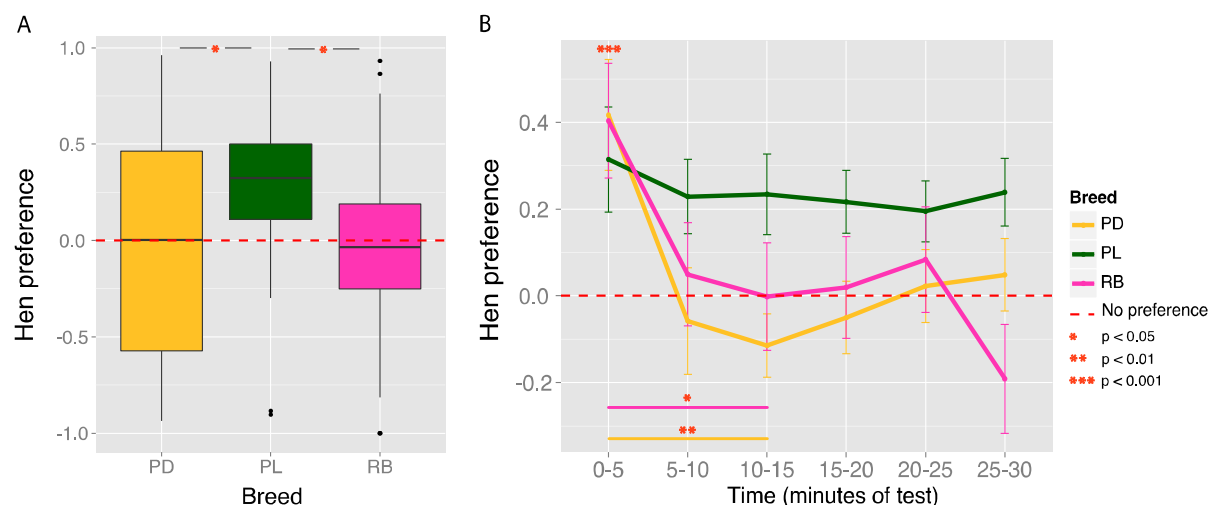 A
Hen preference
1.0
0.5
0.0
-0.5
-1.0
* *
PD PL RB
Breed
B
Hen preference
0.4
0.2
0.0
-0.2
***
*
**
0-5 5-10 10-15 15-20 20-25 25-30
Time (minutes of test)
Breed
PD
PL
RB
No preference
* p < 0.05
** p < 0.01
*** p < 0.001